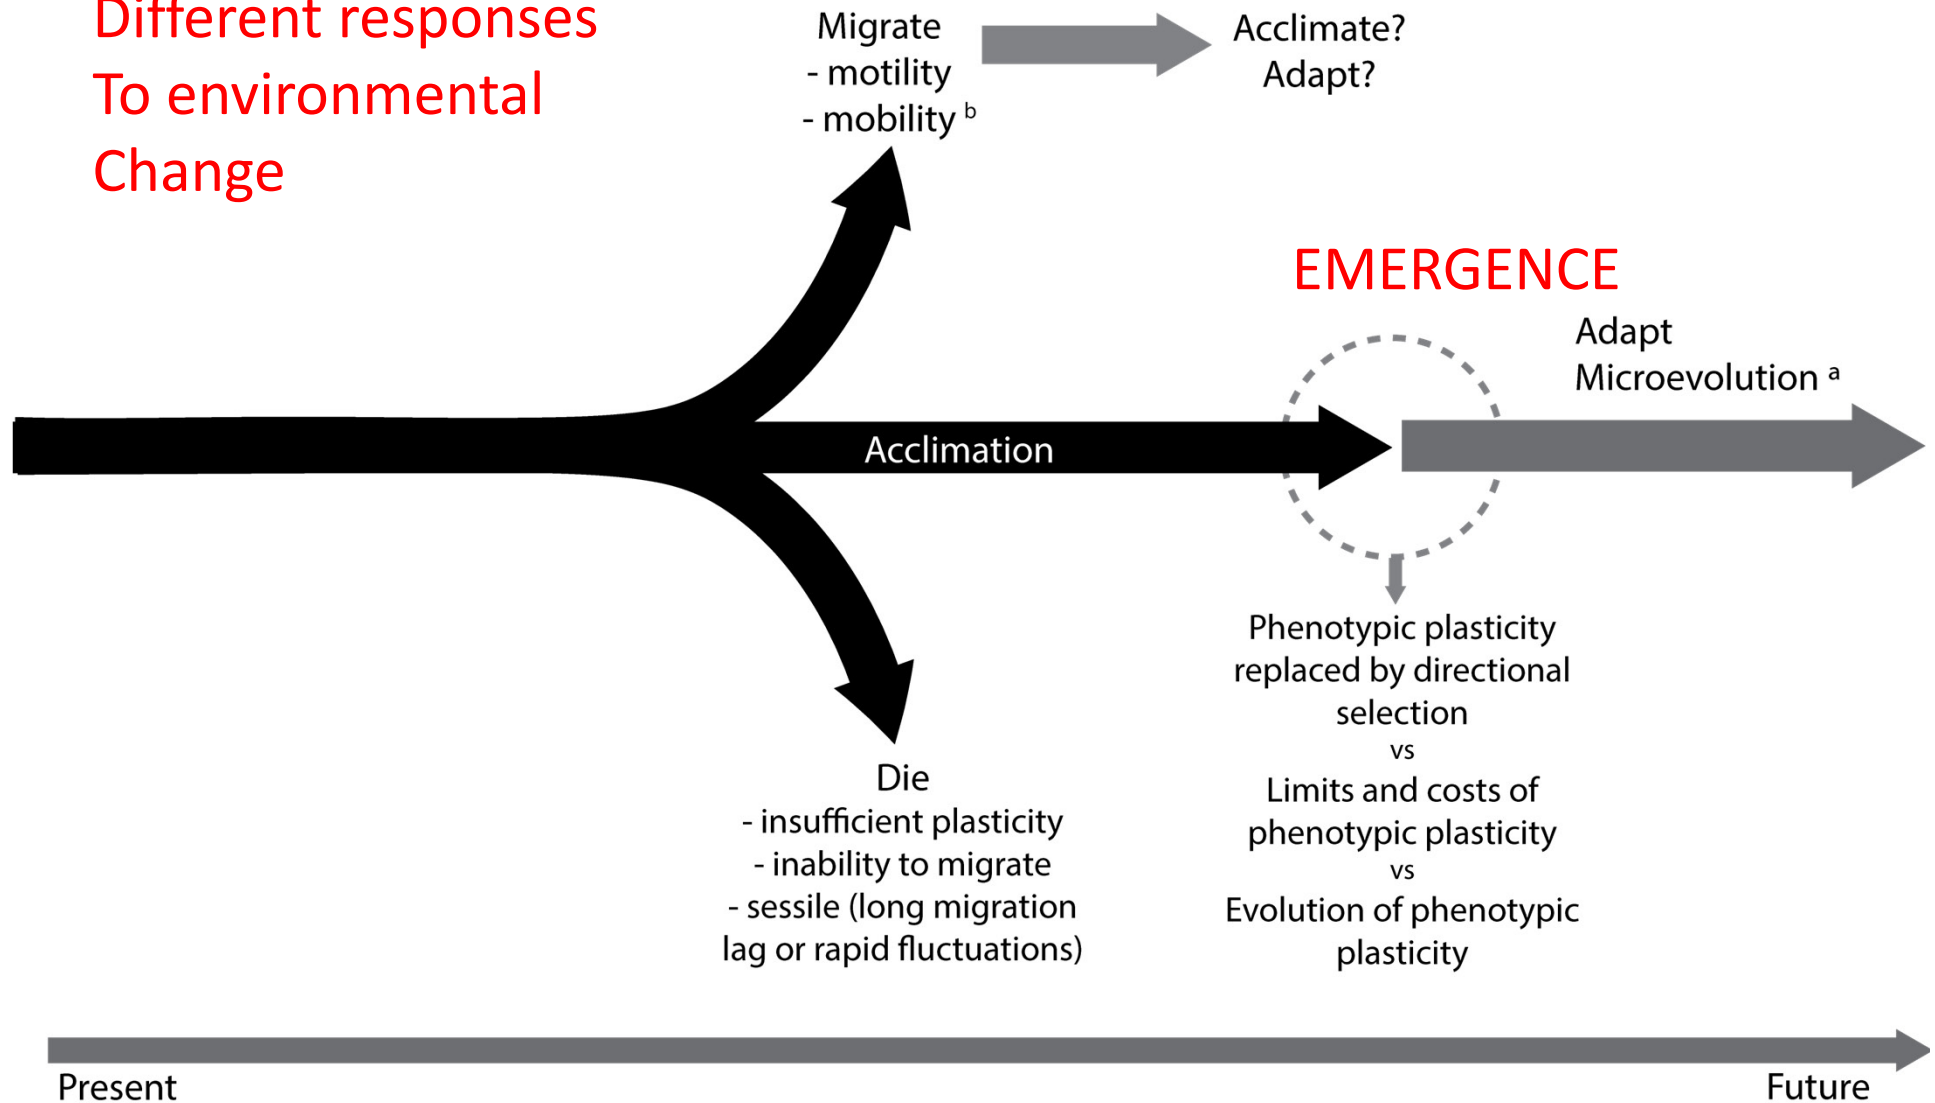 Different responses
To environmental
Change
Migrate
- motility
- mobility b
Acclimate?
Adapt?
EMERGENCE
Adapt
Microevolution a
Acclimation
Die
- insufficient plasticity
- inability to migrate
- sessile (long migration
lag or rapid fluctuations)
Phenotypic plasticity
replaced by directional
selection
vs
Limits and costs of
phenotypic plasticity
vs
Evolution of phenotypic
plasticity
Present
Future